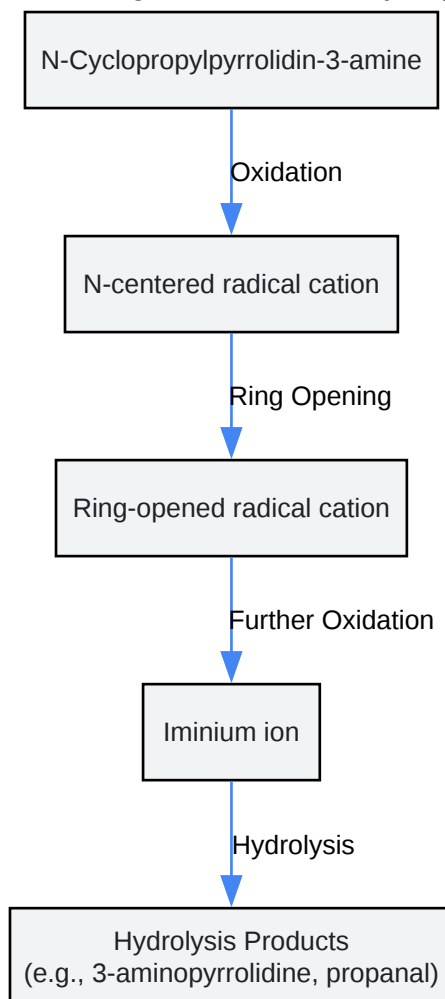 N-Cyclopropylpyrrolidin-3-amine
Oxidation
N-centered radical cation
Ring Opening
Ring-opened radical cation
Further Oxidation
Iminium ion
Hydrolysis
Hydrolysis Products
(e.g., 3-aminopyrrolidine, propanal)